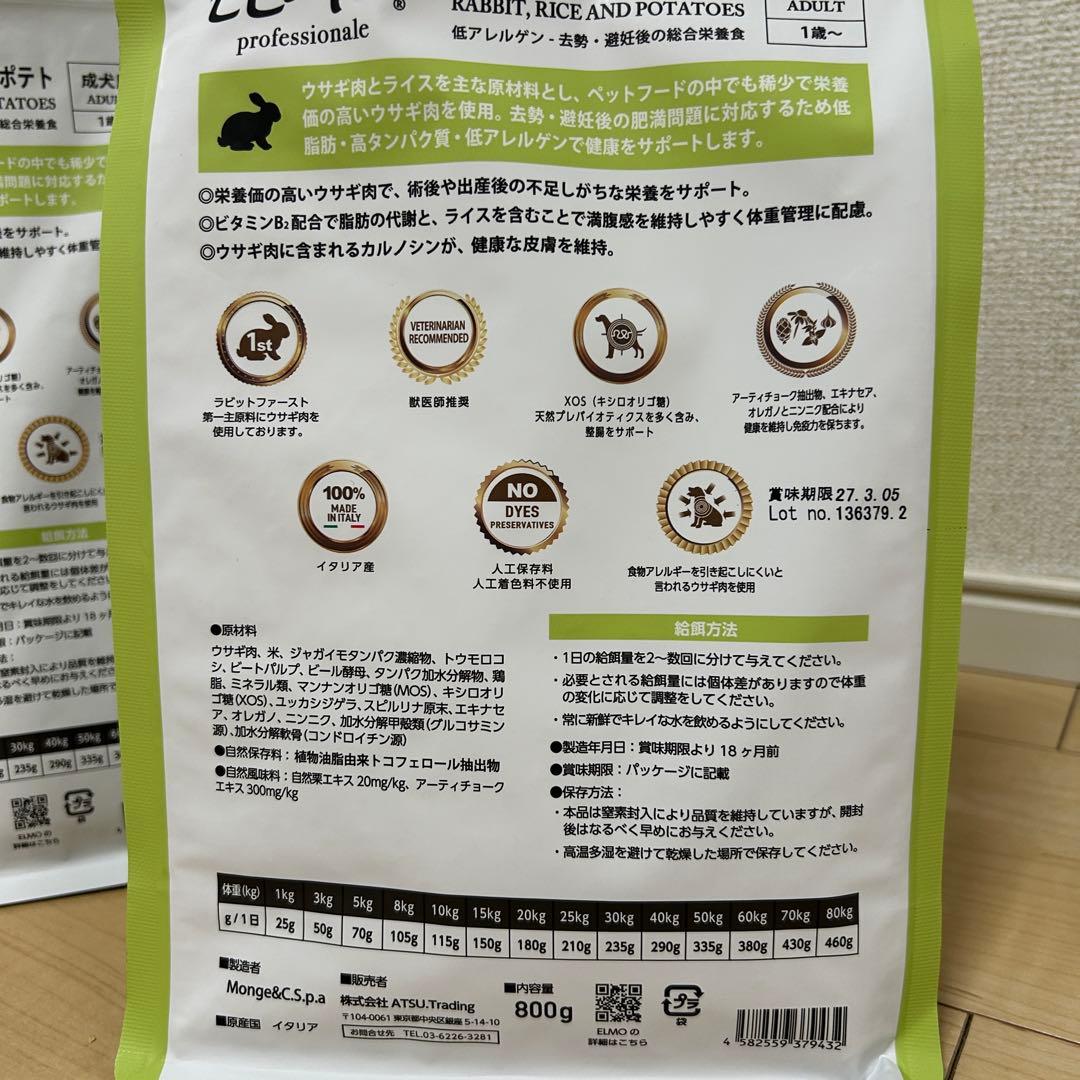 professionale
®
RABBIT, RICE AND POTATOES
低アレルゲン - 去勢・避妊後の総合栄養食
ADULT
1歳～
ウサギ肉とライスを主な原材料とし、ペットフードの中でも稀少で栄養
価の高いウサギ肉を使用。去勢・避妊後の肥満問題に対応するため低
脂肪・高タンパク質・低アレルゲンで健康をサポートします。
◎栄養価の高いウサギ肉で、術後や出産後の不足しがちな栄養をサポート。
◎ビタミンB₂配合で脂肪の代謝と、ライスを含むことで満腹感を維持しやすく体重管理に配慮。
◎ウサギ肉に含まれるカルノシンが、健康な皮膚を維持。
1st
ラビットファースト
第一主原料にウサギ肉を
使用しております。
VETERINARIAN
RECOMMENDED
獣医師推奨
XOS（キシロオリゴ糖）
天然プレバイオティクスを多く含み、
整腸をサポート
アーティチョーク抽出物、エキナセア、
オレガノとニンニク配合により
健康を維持し免疫力を保ちます。
100%
MADE
IN ITALY
イタリア産
NO
DYES
PRESERVATIVES
人工保存料
人工着色料不使用
食物アレルギーを引き起こしにくいと
言われるウサギ肉を使用
賞味期限27.3.05
Lot no.136379.2
●原材料
ウサギ肉、米、ジャガイモタンパク濃縮物、トウモロコ
シ、ビートパルプ、ビール酵母、タンパク加水分解物、鶏
脂、ミネラル類、マンナンオリゴ糖(MOS)、キシロオリ
ゴ糖(XOS)、ユッカシジゲラ、スピルリナ原末、エキナセ
ア、オレガノ、ニンニク、加水分解甲殻類(グルコサミン
源)、加水分解軟骨(コンドロイチン源)
●自然保存料：植物油脂由来トコフェロール抽出物
●自然風味料：自然栗エキス 20mg/kg、アーティチョーク
エキス 300mg/kg
給餌方法
・1日の給餌量を2～数回に分けて与えてください。
・必要とされる給餌量には個体差がありますので体重
の変化に応じて調整をしてください。
・常に新鮮でキレイな水を飲めるようにしてください。
●製造年月日：賞味期限より 18 ヶ月前
●賞味期限：パッケージに記載
●保存方法：
・本品は窒素封入により品質を維持していますが、開封
後はなるべく早めにお与えください。
・高温多湿を避けて乾燥した場所で保存してください。
体重(kg) 1kg 3kg 5kg 8kg 10kg 15kg 20kg 25kg 30kg 40kg 50kg 60kg 70kg 80kg
g / 1日 25g 50g 70g 105g 115g 150g 180g 210g 235g 290g 335g 380g 430g 460g
■製造者
Monge&C.S.p.a
■原産国 イタリア
■販売者
株式会社 ATSU.Trading
〒104-0061 東京都中央区銀座 5-14-10
お問合せ先 TEL.03-6226-3281
■内容量
800g
ELMO の
詳細はこちら
プラ
袋
4 582559 379432
ポテト
成犬
総合栄養食
給餌方法
30kg 40kg 50kg
235g 290g 335g
プラ
袋
ELMO の
詳細はこちら